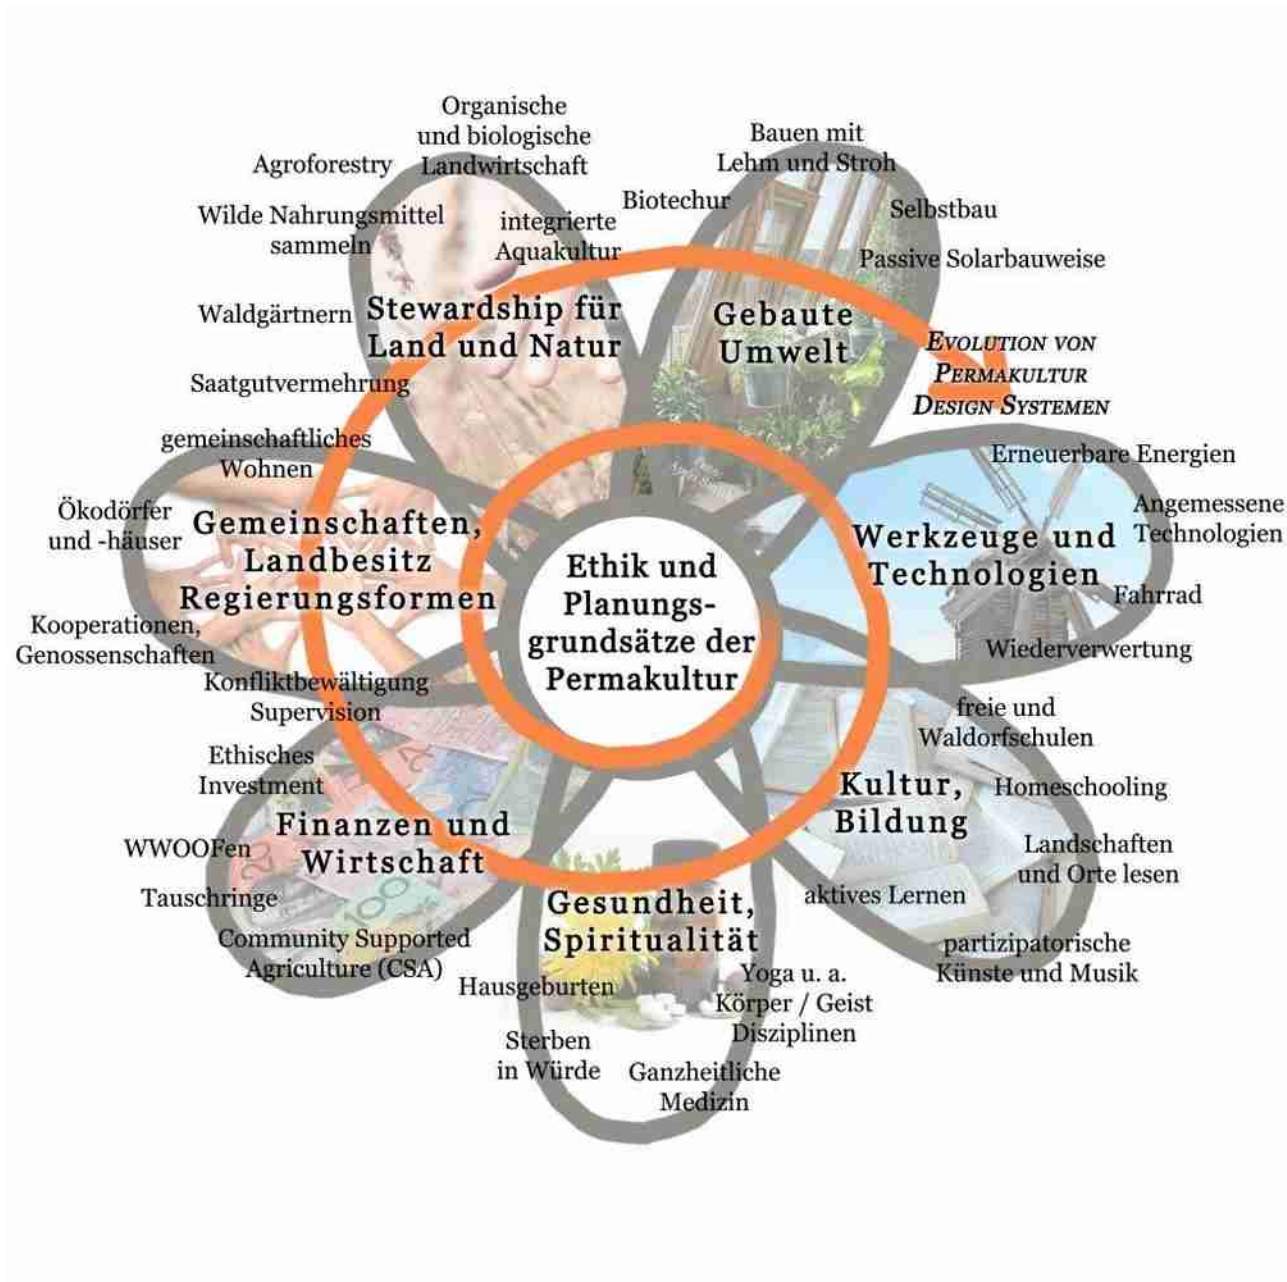 Organische
und biologische
Landwirtschaft
Agroforestry
Wilde Nahrungsmittel
sammeln
integrierte
Aquakultur
Waldgärtnern
Stewardship für
Land und Natur
Saatgutvermehrung
Biotechur
Bauen mit
Lehm und Stroh
Selbstbau
Passive Solarbauweise
Gebaute
Umwelt
Evolution von
Permakultur
Design Systemen
Erneuerbare Energien
Angemessene
Technologien
Werkzeuge und
Technologien
Fahrrad
Wiederverwertung
gemeinschaftliches
Wohnen
Ökodörfer
und -häuser
Gemeinschaften,
Landbesitz
Regierungsformen
Kooperationen,
Genossenschaften
Konfliktbewältigung
Supervision
Ethik und
Planungs-
grundsätze der
Permakultur
freie und
Waldorfschulen
Kultur,
Bildung
Homeschooling
Landschaften
und Orte lesen
aktives Lernen
partizipatorische
Künste und Musik
Ethisches
Investment
Finanzen und
Wirtschaft
WWOOFen
Tauschringe
Community Supported
Agriculture (CSA)
Gesundheit,
Spiritualität
Hausgeburten
Yoga u. a.
Körper / Geist
Disziplinen
Sterben
in Würde
Ganzheitliche
Medizin